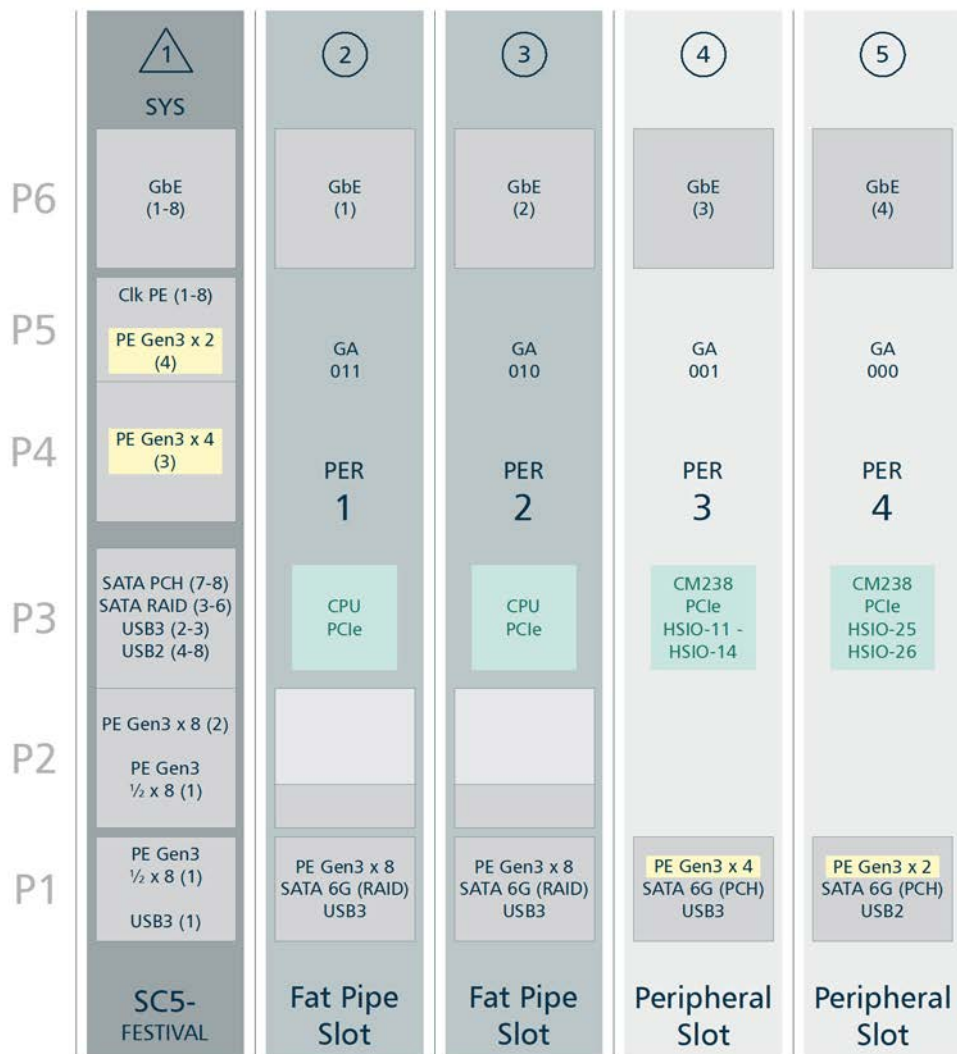 1
SYS
2
3
4
5
P6
GbE
(1-8)
GbE
(1)
GbE
(2)
GbE
(3)
GbE
(4)
P5
Clk PE (1-8)
PE Gen3 x 2
(4)
GA
011
GA
010
GA
001
GA
000
P4
PE Gen3 x 4
(3)
PER
1
PER
2
PER
3
PER
4
P3
SATA PCH (7-8)
SATA RAID (3-6)
USB3 (2-3)
USB2 (4-8)
CPU
PCIe
CPU
PCIe
CM238
PCIe
HSIO-11 -
HSIO-14
CM238
PCIe
HSIO-25
HSIO-26
P2
PE Gen3 x 8 (2)
PE Gen3
½ x 8 (1)
P1
PE Gen3
½ x 8 (1)
USB3 (1)
PE Gen3 x 8
SATA 6G (RAID)
USB3
PE Gen3 x 8
SATA 6G (RAID)
USB3
PE Gen3 x 4
SATA 6G (PCH)
USB3
PE Gen3 x 2
SATA 6G (PCH)
USB2
SC5-
FESTIVAL
Fat Pipe
Slot
Fat Pipe
Slot
Peripheral
Slot
Peripheral
Slot